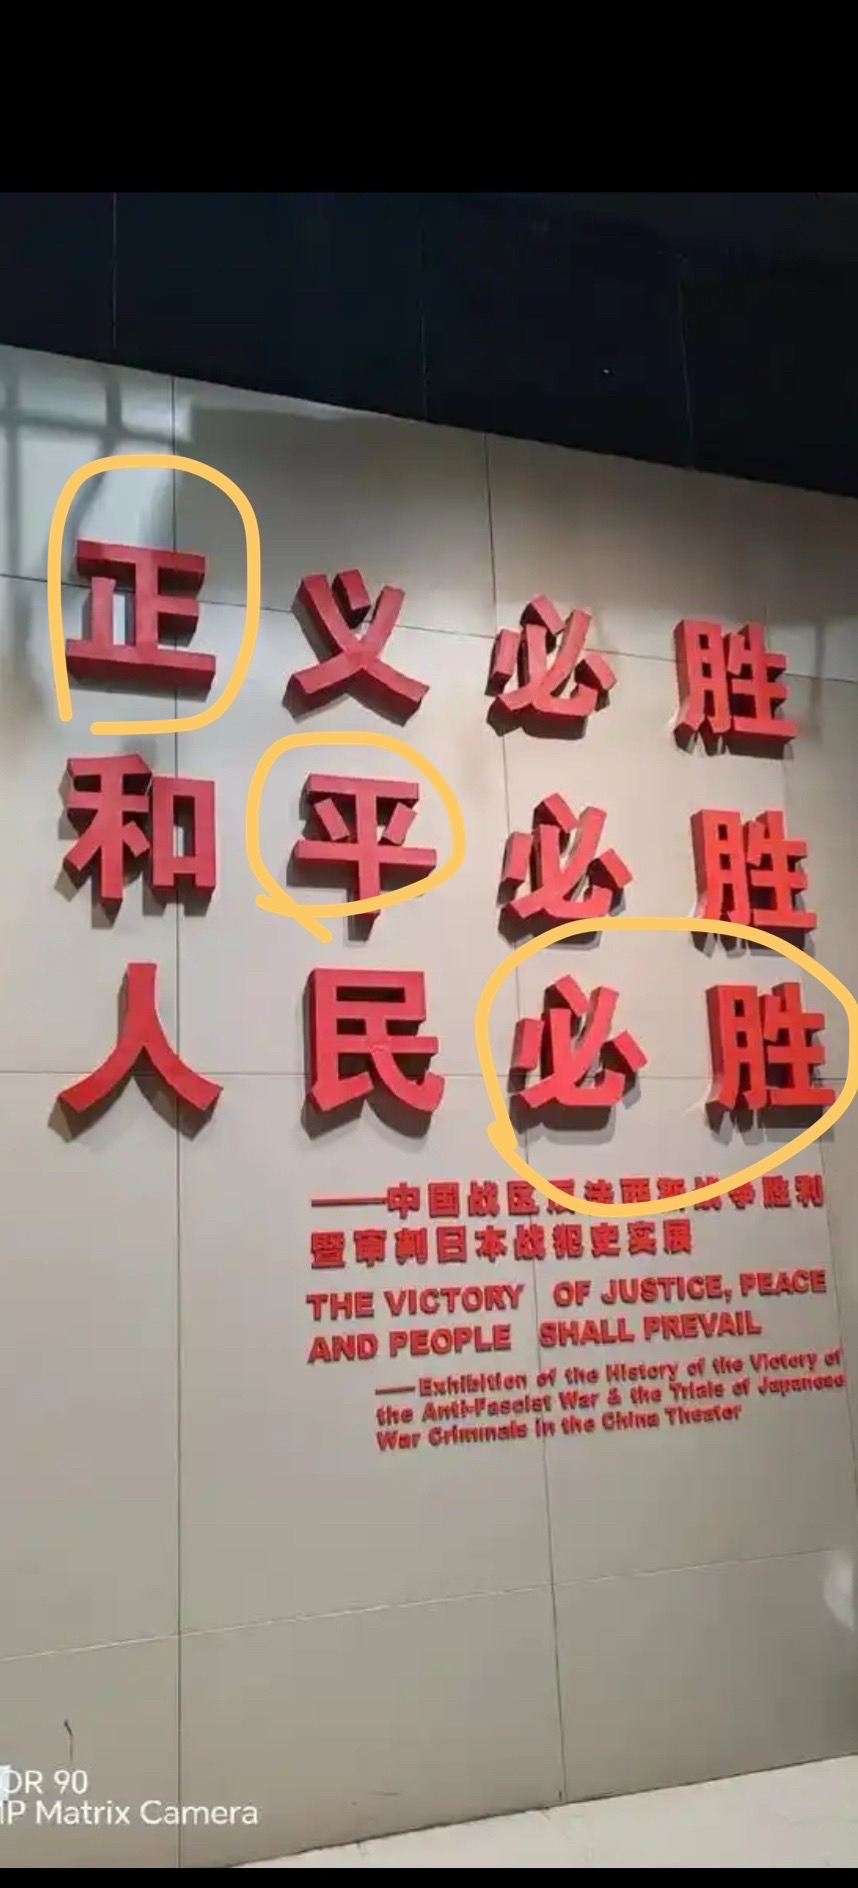 正义必胜
和平必胜
人民必胜
——中国战区反法西斯战争胜利
暨审判日本战犯史实展
THE VICTORY OF JUSTICE, PEACE
AND PEOPLE SHALL PREVAIL
——Exhibition of the History of the Victory of
the Anti-Fascist War & the Trials of Japanese
War Criminals in the China Theater
OR 90
IP Matrix Camera